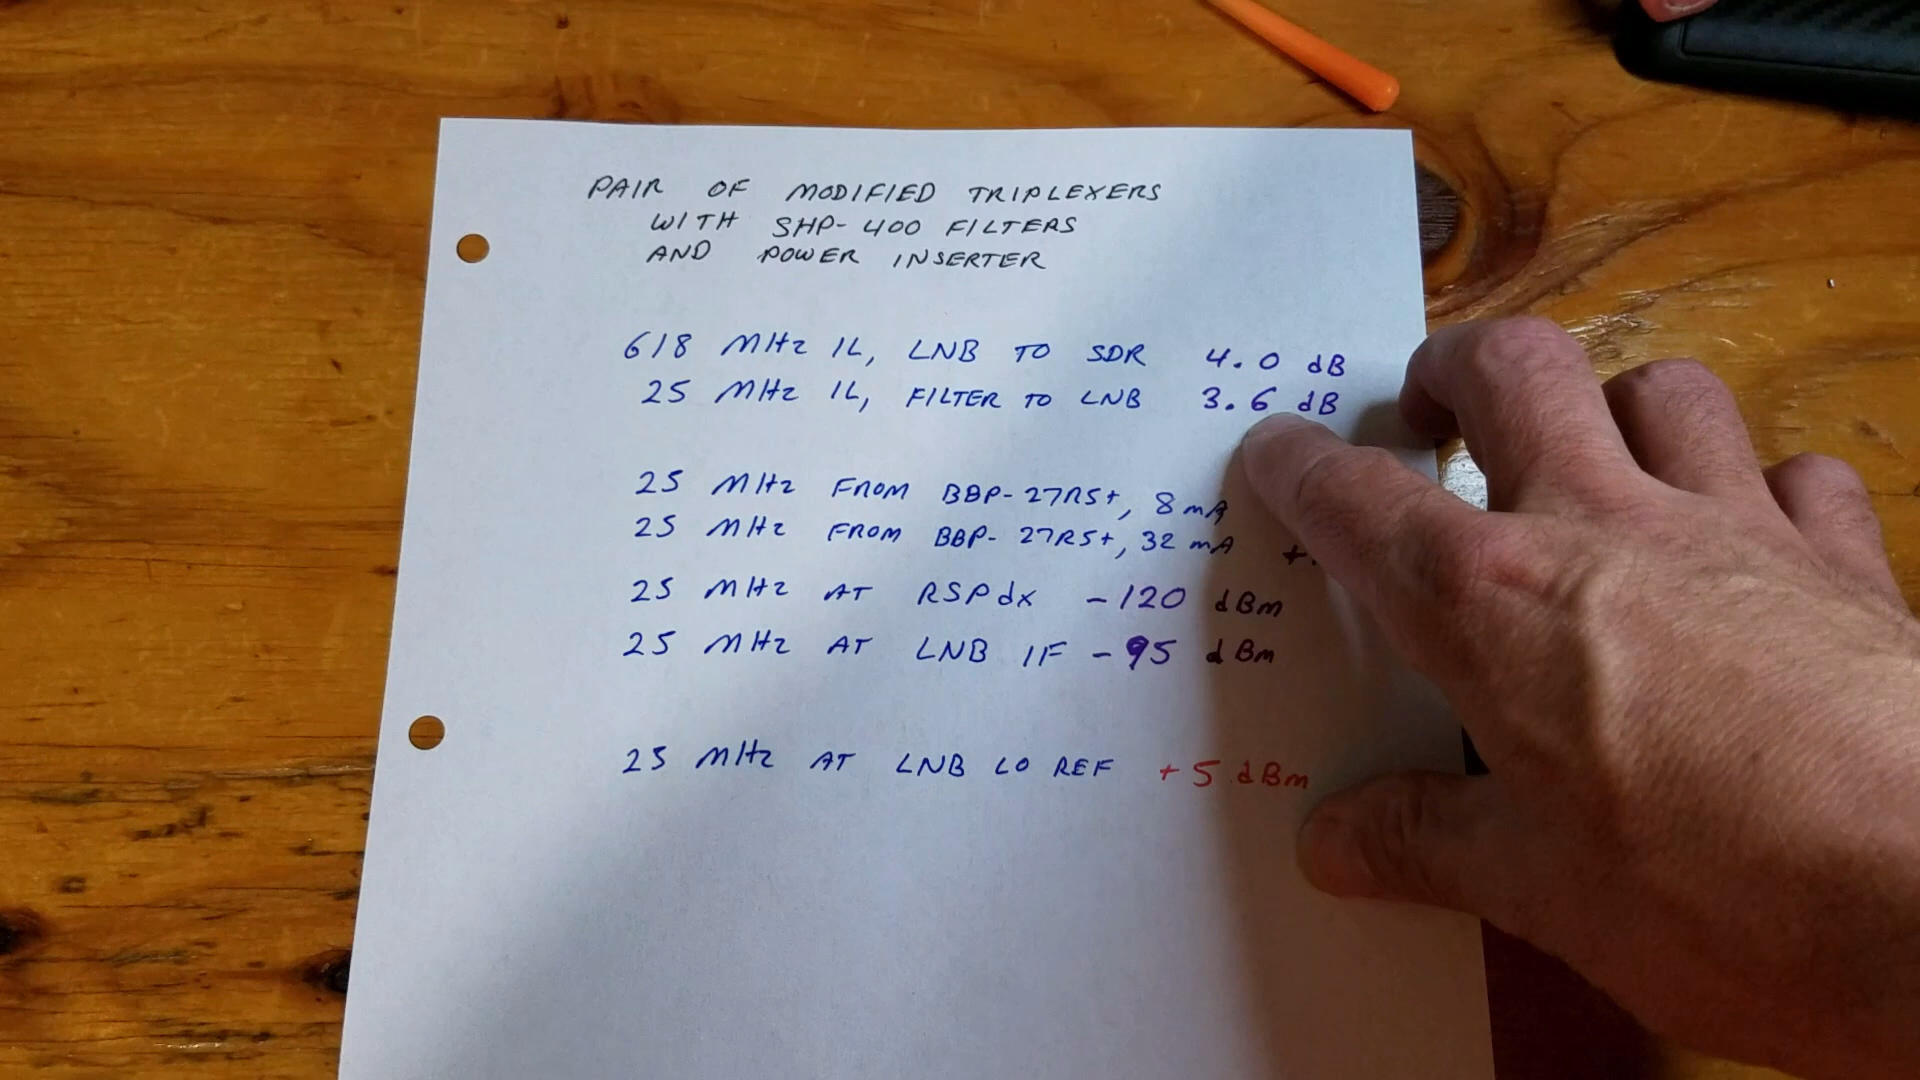 PAIR OF MODIFIED TRIPLEXERS
WITH SHP-400 FILTERS
AND POWER INSERTER
618 MHz IL, LNB TO SDR 4.0 dB
25 MHz IL, FILTER TO LNB 3.6 dB
25 MHz FROM BBP-27RS+, 8 mA
25 MHz FROM BBP-27RS+, 32 mA +
25 MHz AT RSPdx -120 dBm
25 MHz AT LNB IF -95 dBm
25 MHz AT LNB LO REF +5 dBm